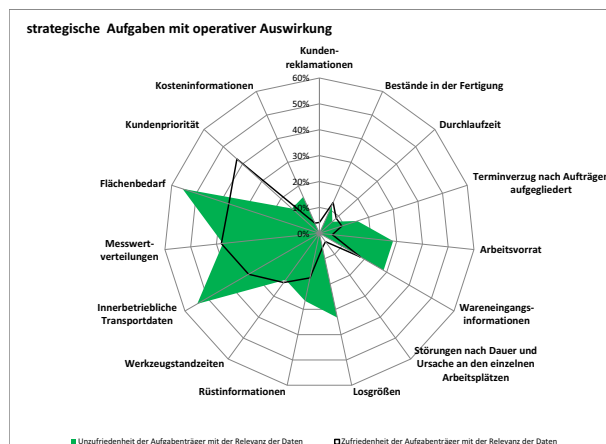 strategische Aufgaben mit operativer Auswirkung
Kunden-
reklamationen
Bestände in der Fertigung
Durchlaufzeit
Terminverzug nach Aufträgen
aufgegliedert
Arbeitsvorrat
Wareneingangs-
informationen
Störungen nach Dauer und
Ursache an den einzelnen
Arbeitsplätzen
Losgrößen
Rüstinformationen
Werkzeugstandzeiten
Innerbetriebliche
Transportdaten
Messwert-
verteilungen
Flächenbedarf
Kundenpriorität
Kosteninformationen
60%
50%
40%
30%
20%
10%
0%
Unzufriedenheit der Aufgabenträger mit der Relevanz der Daten
Zufriedenheit der Aufgabenträger mit der Relevanz der Daten